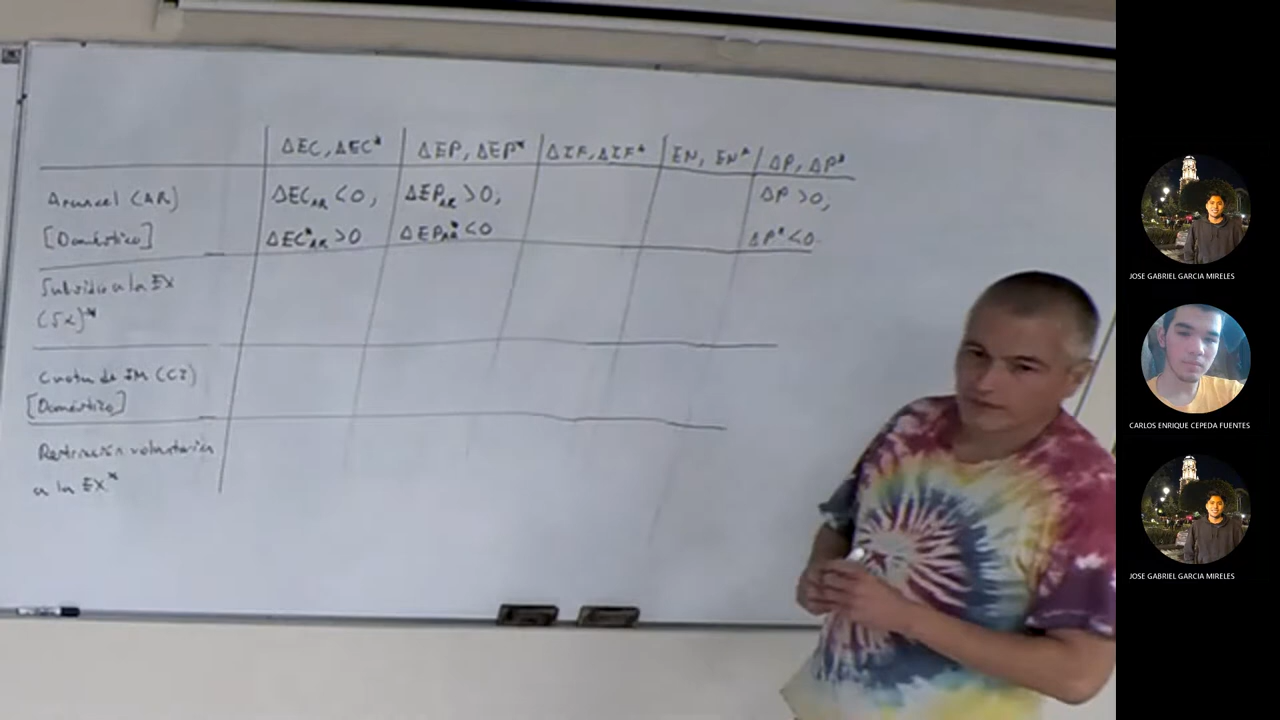 ΔEC, ΔEC* ΔEP, ΔEP* ΔIF, ΔIF* EN, EN* ΔP, ΔP*
Arancel (AR) ΔEC_AR < 0, ΔEP_AR > 0, ΔP > 0,
[Doméstico] ΔEC*_AR > 0 ΔEP*_AR < 0 ΔP* < 0
Subsidio a la EX
(SX)*
Cuota de IM (CI)
[Doméstico]
Restricción voluntaria
a la EX*
JOSE GABRIEL GARCIA MIRELES
CARLOS ENRIQUE CEPEDA FUENTES
JOSE GABRIEL GARCIA MIRELES